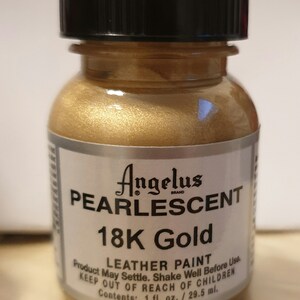 Angelus
BRAND
PEARLESCENT
18K Gold
LEATHER PAINT
Product May Settle. Shake Well Before Use.
KEEP OUT OF REACH OF CHILDREN
Contents: 1 fl. oz. / 29.5 ml.